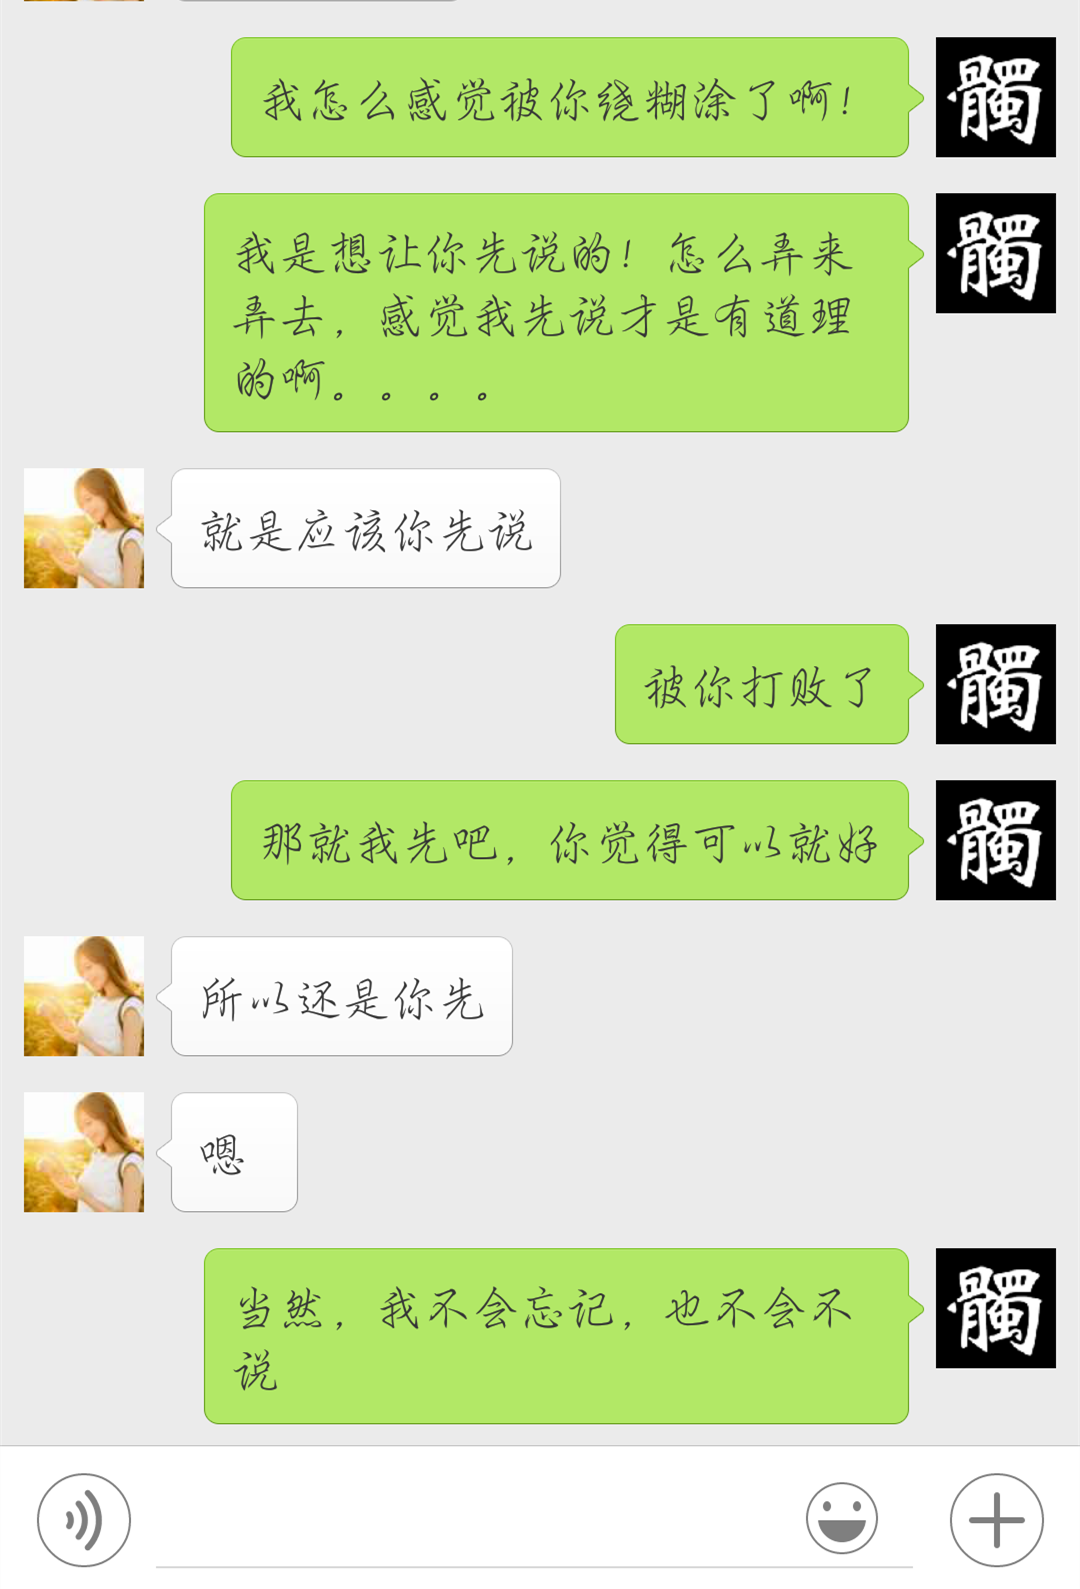 我怎么感觉被你绕糊涂了啊！
髑
我是想让你先说的！怎么弄来
弄去，感觉我先说才是有道理
的啊。。。。
髑
就是应该你先说
被你打败了
髑
那就我先吧，你觉得可以就好
髑
所以还是你先
嗯
当然，我不会忘记，也不会不
说
髑